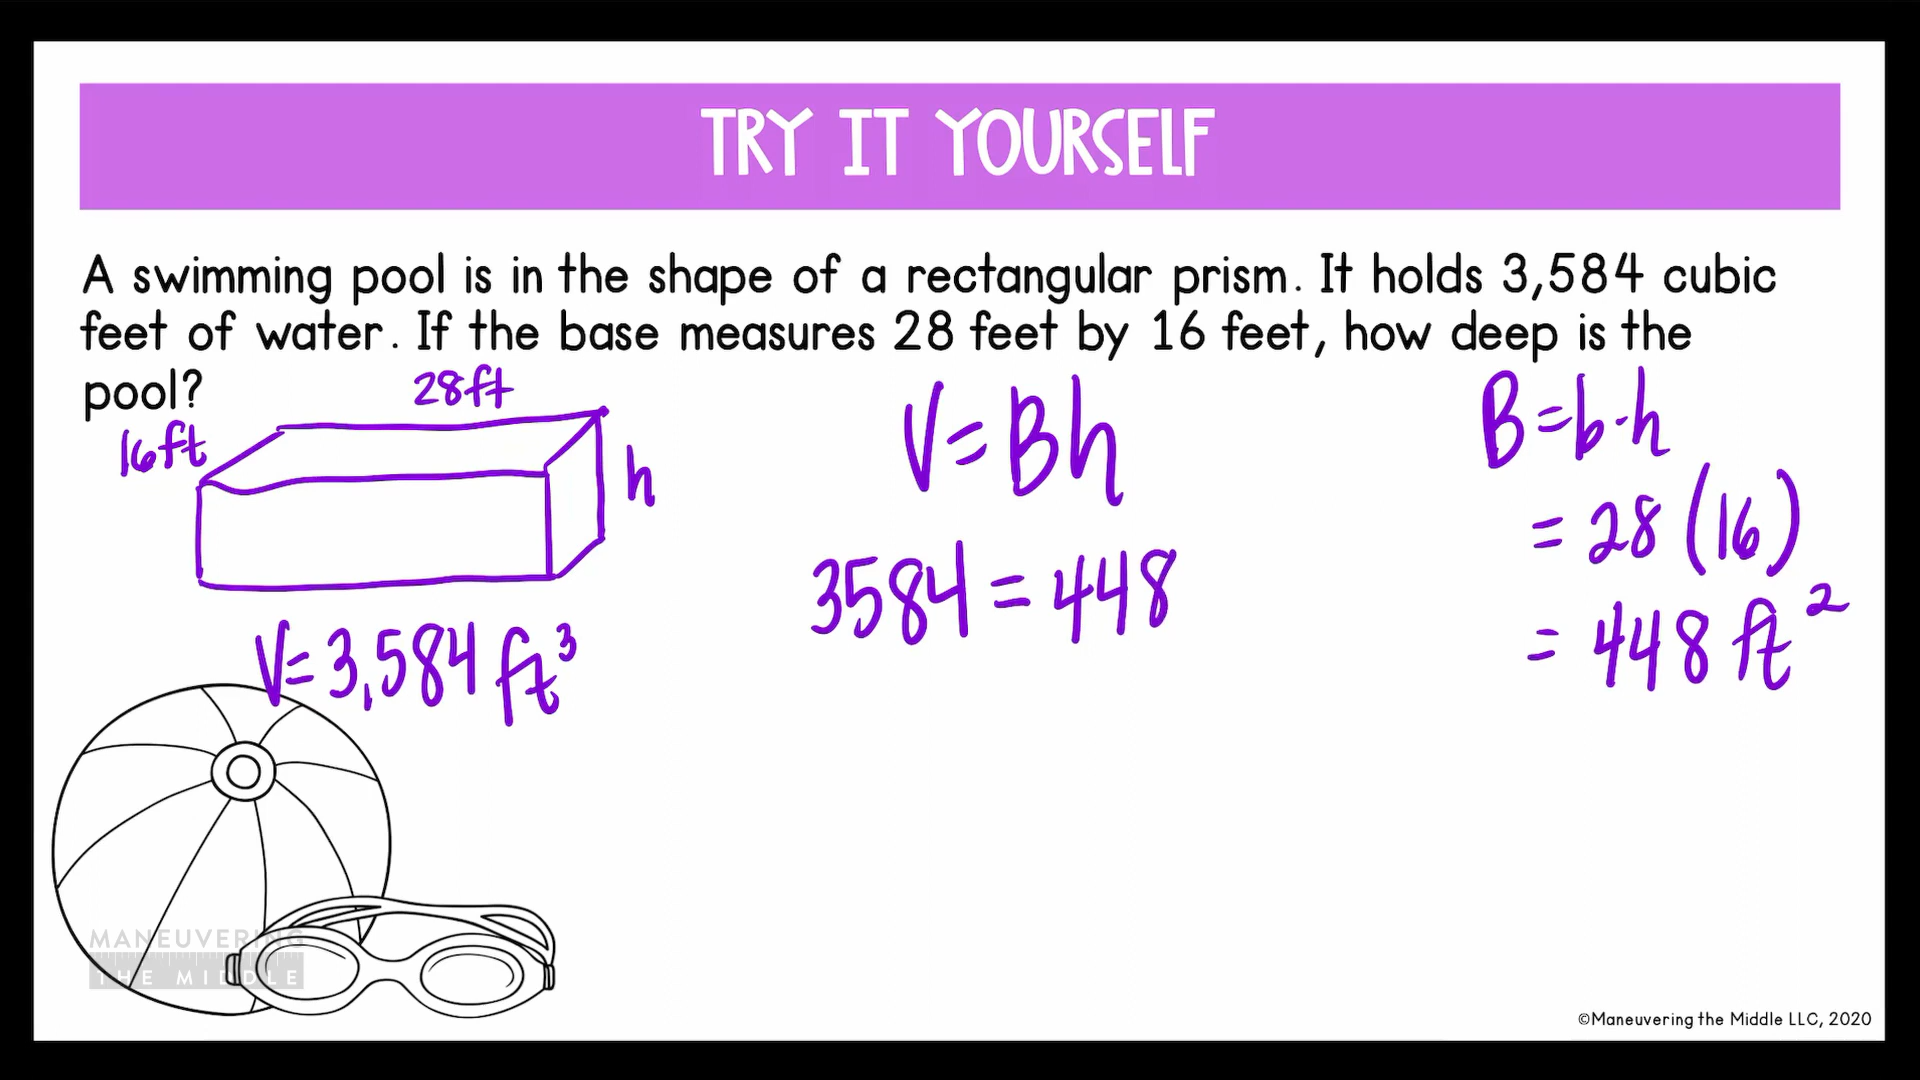 TRY IT YOURSELF
A swimming pool is in the shape of a rectangular prism. It holds 3,584 cubic
feet of water. If the base measures 28 feet by 16 feet, how deep is the
pool?
28ft
16ft
h
V=3,584 ft³
V=Bh
3584=448
B=b·h
=28(16)
=448 ft²
MANEUVERING
THE MIDDLE
©Maneuvering the Middle LLC, 2020